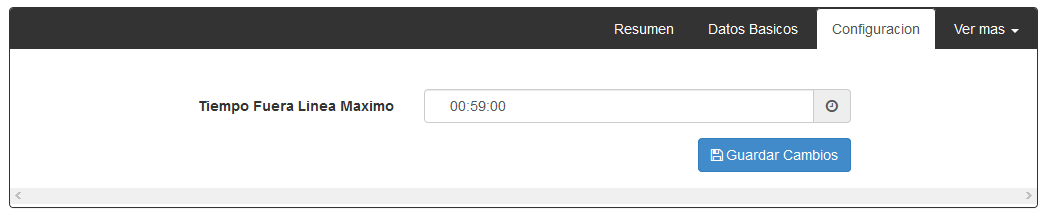 Resumen Datos Basicos Configuracion Ver mas
Tiempo Fuera Linea Maximo 00:59:00
Guardar Cambios